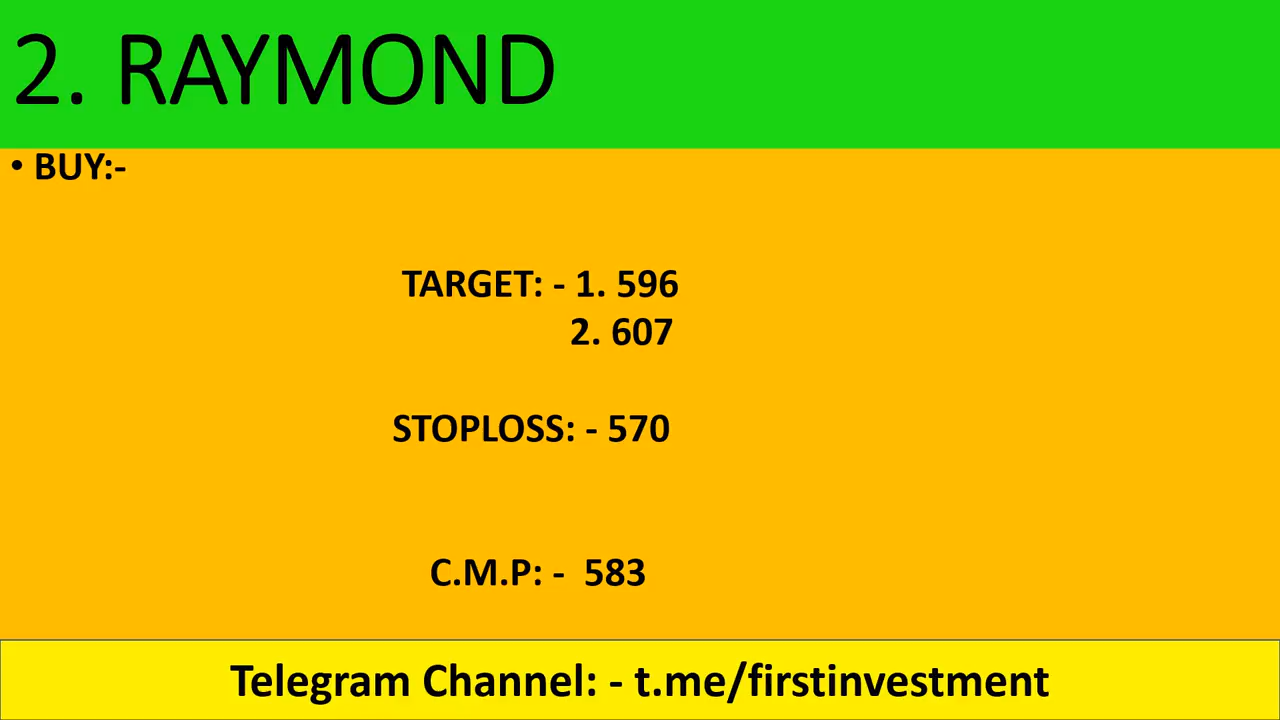 2. RAYMOND
• BUY:-
TARGET: - 1. 596
2. 607
STOPLOSS: - 570
C.M.P: - 583
Telegram Channel: - t.me/firstinvestment